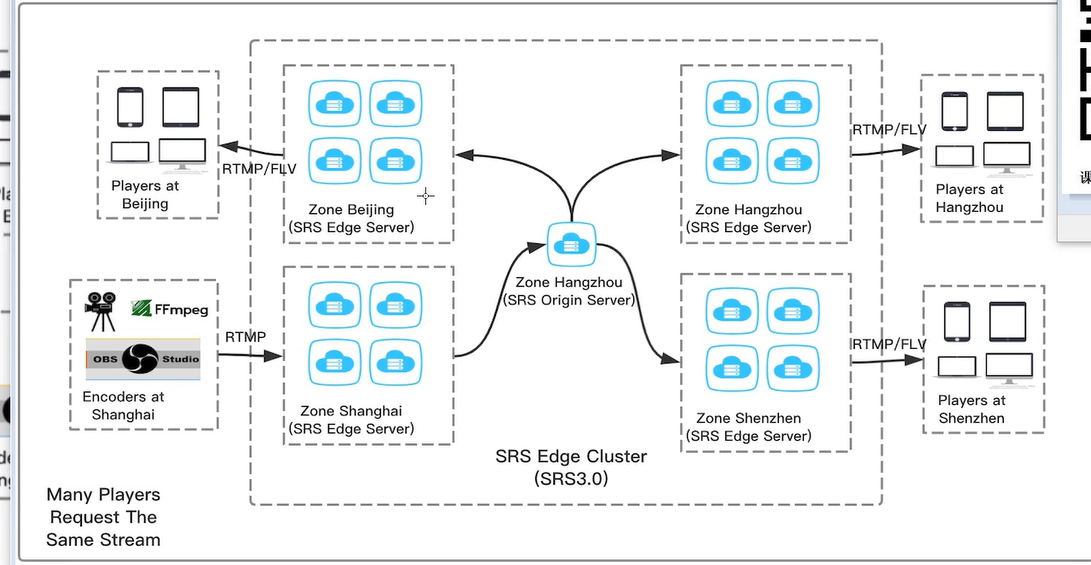 Players at
Beijing
RTMP/FLV
Zone Beijing
(SRS Edge Server)
Zone Hangzhou
(SRS Edge Server)
RTMP/FLV
Players at
Hangzhou
Zone Hangzhou
(SRS Origin Server)
FFmpeg
OBS Studio
Encoders at
Shanghai
RTMP
Zone Shanghai
(SRS Edge Server)
Zone Shenzhen
(SRS Edge Server)
RTMP/FLV
Players at
Shenzhen
SRS Edge Cluster
(SRS3.0)
Many Players
Request The
Same Stream